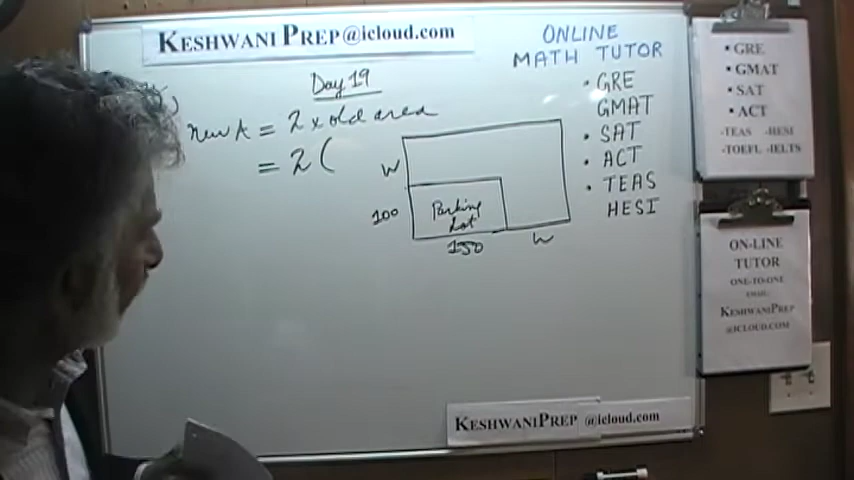 KESHWANI PREP@icloud.com
Day 19
New A = 2 x old area
= 2 (
W
100
Parking
Lot
150
W
ONLINE
MATH TUTOR
• GRE
GMAT
• SAT
• ACT
• TEAS
HESI
• GRE
• GMAT
• SAT
• ACT
-TEAS -HESI
-TOEFL -IELTS
ON-LINE
TUTOR
ONE-TO-ONE
KESHWANIPREP
@ICLOUD.COM
KESHWANIPREP @icloud.com